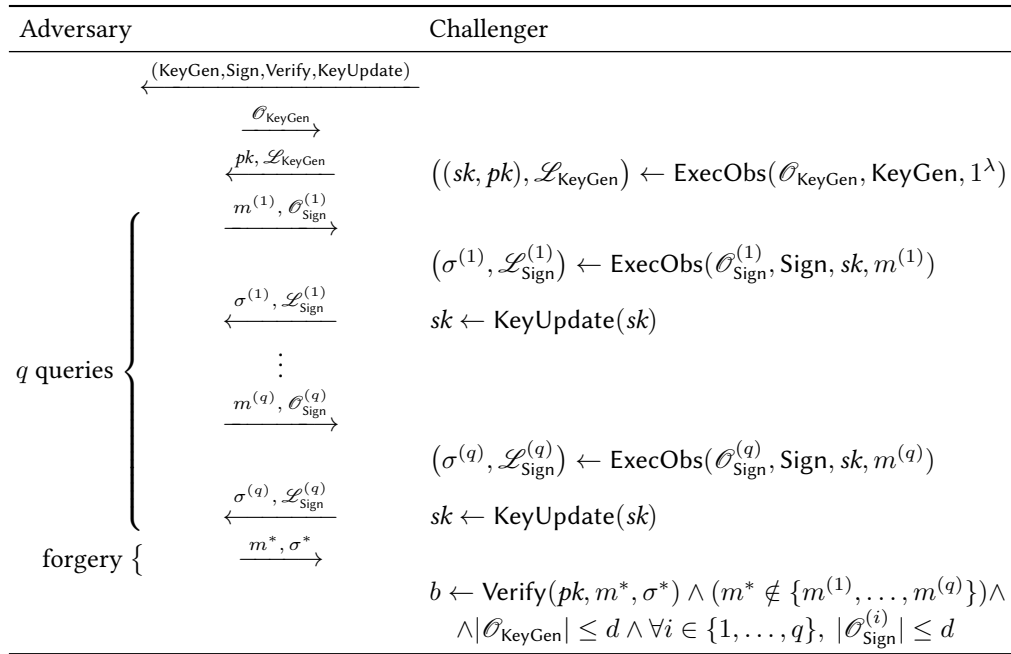 Adversary Challenger
(KeyGen,Sign,Verify,KeyUpdate)
𝒪_KeyGen
pk, ℒ_KeyGen ((sk, pk), ℒ_KeyGen) ← ExecObs(𝒪_KeyGen, KeyGen, 1^λ)
m^(1), 𝒪_Sign^(1)
(σ^(1), ℒ_Sign^(1)) ← ExecObs(𝒪_Sign^(1), Sign, sk, m^(1))
σ^(1), ℒ_Sign^(1) sk ← KeyUpdate(sk)
q queries { ⋮
m^(q), 𝒪_Sign^(q)
(σ^(q), ℒ_Sign^(q)) ← ExecObs(𝒪_Sign^(q), Sign, sk, m^(q))
σ^(q), ℒ_Sign^(q) sk ← KeyUpdate(sk)
forgery { m*, σ*
b ← Verify(pk, m*, σ*) ∧ (m* ∉ {m^(1), …, m^(q)})∧
∧|𝒪_KeyGen| ≤ d ∧ ∀i ∈ {1, …, q}, |𝒪_Sign^(i)| ≤ d